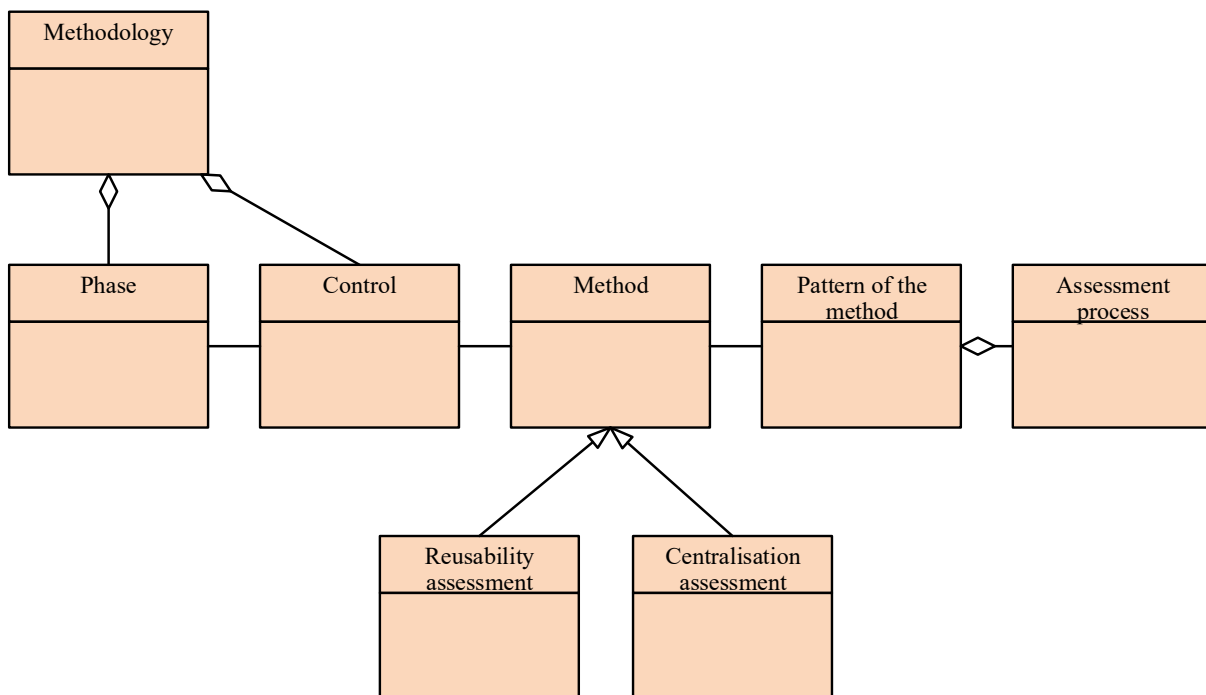 Methodology
Phase
Control
Method
Pattern of the
method
Assessment
process
Reusability
assessment
Centralisation
assessment